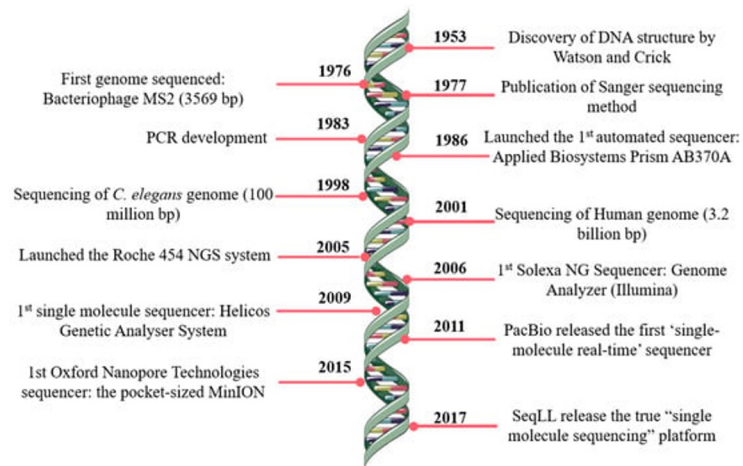 1953
Discovery of DNA structure by
Watson and Crick
1976
First genome sequenced:
Bacteriophage MS2 (3569 bp)
1977
Publication of Sanger sequencing
method
1983
PCR development
1986
Launched the 1st automated sequencer:
Applied Biosystems Prism AB370A
1998
Sequencing of C. elegans genome (100
million bp)
2001
Sequencing of Human genome (3.2
billion bp)
2005
Launched the Roche 454 NGS system
2006
1st Solexa NG Sequencer: Genome
Analyzer (Illumina)
2009
1st single molecule sequencer: Helicos
Genetic Analyser System
2011
PacBio released the first ‘single-
molecule real-time’ sequencer
2015
1st Oxford Nanopore Technologies
sequencer: the pocket-sized MinION
2017
SeqLL release the true “single
molecule sequencing” platform